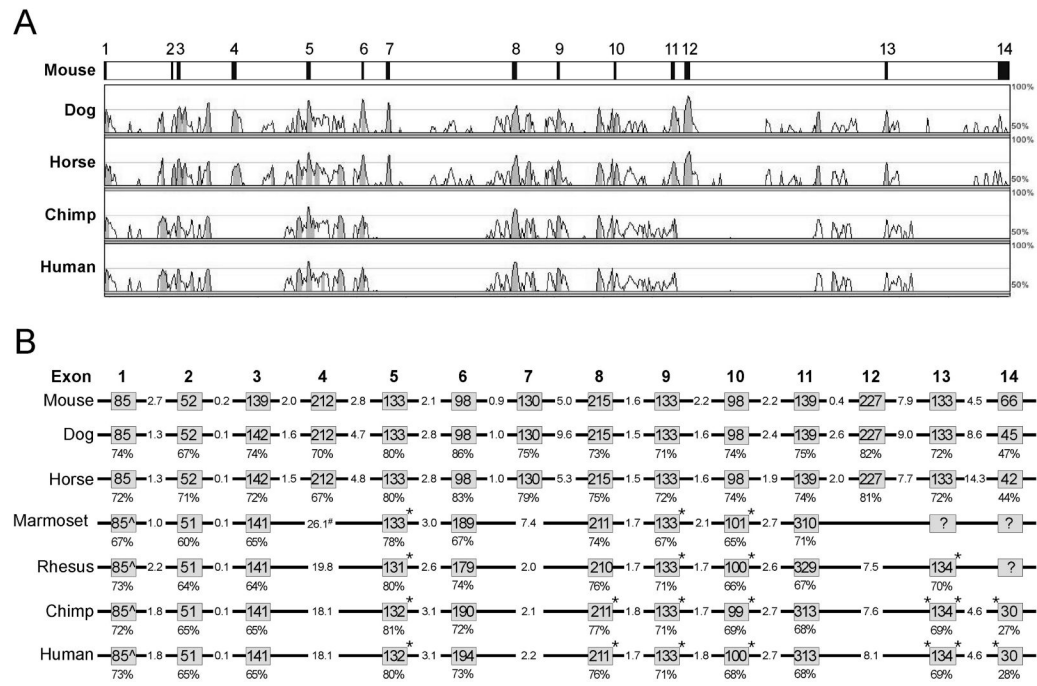 A
1 2 3 4 5 6 7 8 9 10 11 12 13 14
Mouse
100%
Dog
50%
100%
Horse
50%
100%
Chimp
50%
100%
Human
50%
B
Exon 1 2 3 4 5 6 7 8 9 10 11 12 13 14
Mouse 85 2.7 52 0.2 139 2.0 212 2.8 133 2.1 98 0.9 130 5.0 215 1.6 133 2.2 98 2.2 139 0.4 227 7.9 133 4.5 66
Dog 85 1.3 52 0.1 142 1.6 212 4.7 133 2.8 98 1.0 130 9.6 215 1.5 133 1.6 98 2.4 139 2.6 227 9.0 133 8.6 45
74% 67% 74% 70% 80% 86% 75% 73% 71% 74% 75% 82% 72% 47%
Horse 85 1.3 52 0.1 142 1.5 212 4.8 133 2.8 98 1.0 130 5.3 215 1.5 133 1.6 98 1.9 139 2.0 227 7.7 133 14.3 42
72% 71% 72% 67% 80% 83% 79% 75% 72% 74% 74% 81% 72% 44%
Marmoset 85^ 1.0 51 0.1 141 26.1# 133* 3.0 189 7.4 211 1.7 133* 2.1 101* 2.7 310 ? ?
67% 60% 65% 78% 67% 74% 67% 65% 71%
Rhesus 85^ 2.2 51 0.1 141 19.8 131* 2.6 179 2.0 210 1.7 133* 1.7 100* 2.6 329 7.5 134* ?
73% 64% 64% 80% 74% 76% 71% 66% 67% 70%
Chimp 85^ 1.8 51 0.1 141 18.1 132* 3.1 190 2.1 211* 1.8 133* 1.7 99* 2.7 313 7.6 *134* 4.6 *30
72% 65% 65% 81% 72% 77% 71% 69% 68% 69% 27%
Human 85^ 1.8 51 0.1 141 18.1 132* 3.1 194 2.2 211* 1.7 133* 1.8 100* 2.7 313 8.1 *134* 4.6 *30
73% 65% 65% 80% 73% 76% 71% 68% 68% 69% 28%